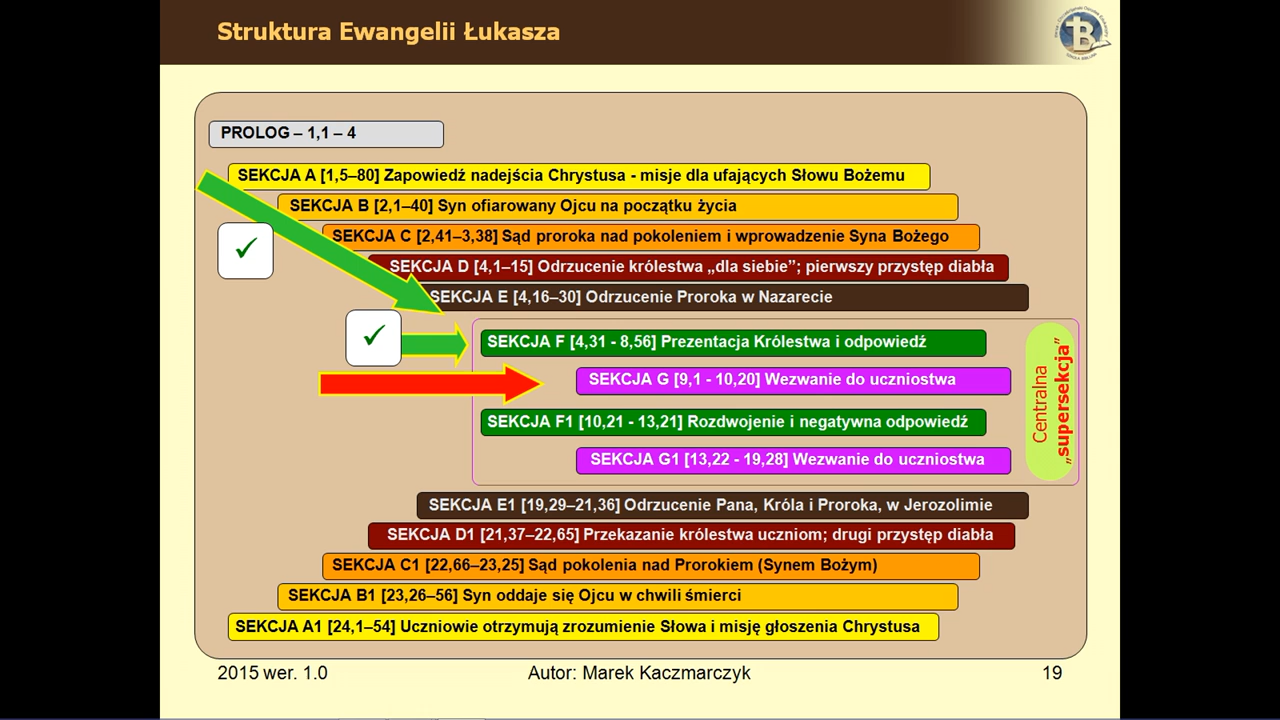 Struktura Ewangelii Łukasza
PROLOG – 1,1 – 4
SEKCJA A [1,5–80] Zapowiedź nadejścia Chrystusa - misje dla ufających Słowu Bożemu
SEKCJA B [2,1–40] Syn ofiarowany Ojcu na początku życia
SEKCJA C [2,41–3,38] Sąd proroka nad pokoleniem i wprowadzenie Syna Bożego
SEKCJA D [4,1–15] Odrzucenie królestwa „dla siebie”; pierwszy przystęp diabła
SEKCJA E [4,16–30] Odrzucenie Proroka w Nazarecie
SEKCJA F [4,31 - 8,56] Prezentacja Królestwa i odpowiedź
SEKCJA G [9,1 - 10,20] Wezwanie do uczniostwa
SEKCJA F1 [10,21 - 13,21] Rozdwojenie i negatywna odpowiedź
SEKCJA G1 [13,22 - 19,28] Wezwanie do uczniostwa
Centralna
„supersekcja”
SEKCJA E1 [19,29–21,36] Odrzucenie Pana, Króla i Proroka, w Jerozolimie
SEKCJA D1 [21,37–22,65] Przekazanie królestwa uczniom; drugi przystęp diabła
SEKCJA C1 [22,66–23,25] Sąd pokolenia nad Prorokiem (Synem Bożym)
SEKCJA B1 [23,26–56] Syn oddaje się Ojcu w chwili śmierci
SEKCJA A1 [24,1–54] Uczniowie otrzymują zrozumienie Słowa i misję głoszenia Chrystusa
2015 wer. 1.0
Autor: Marek Kaczmarczyk
19